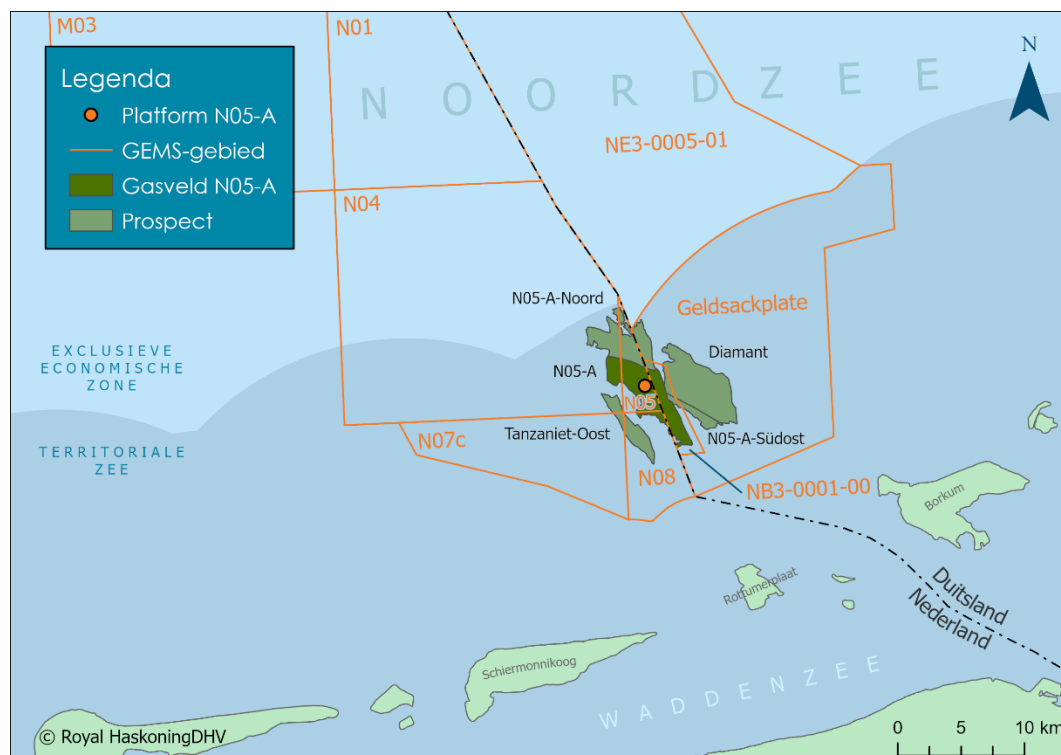 M03
N01
N
NOORDZEE
Legenda
Platform N05-A
GEMS-gebied
Gasveld N05-A
Prospect
NE3-0005-01
N04
N05-A-Noord
Geldsackplate
EXCLUSIEVE
ECONOMISCHE
ZONE
Diamant
N05-A
N05
Tanzaniet-Oost
N05-A-Südost
N07c
TERRITORIALE
ZEE
N08
NB3-0001-00
Borkum
Rottumerplaat
Duitsland
Nederland
Schiermonnikoog
WADDENZEE
© Royal HaskoningDHV
0 5 10 km